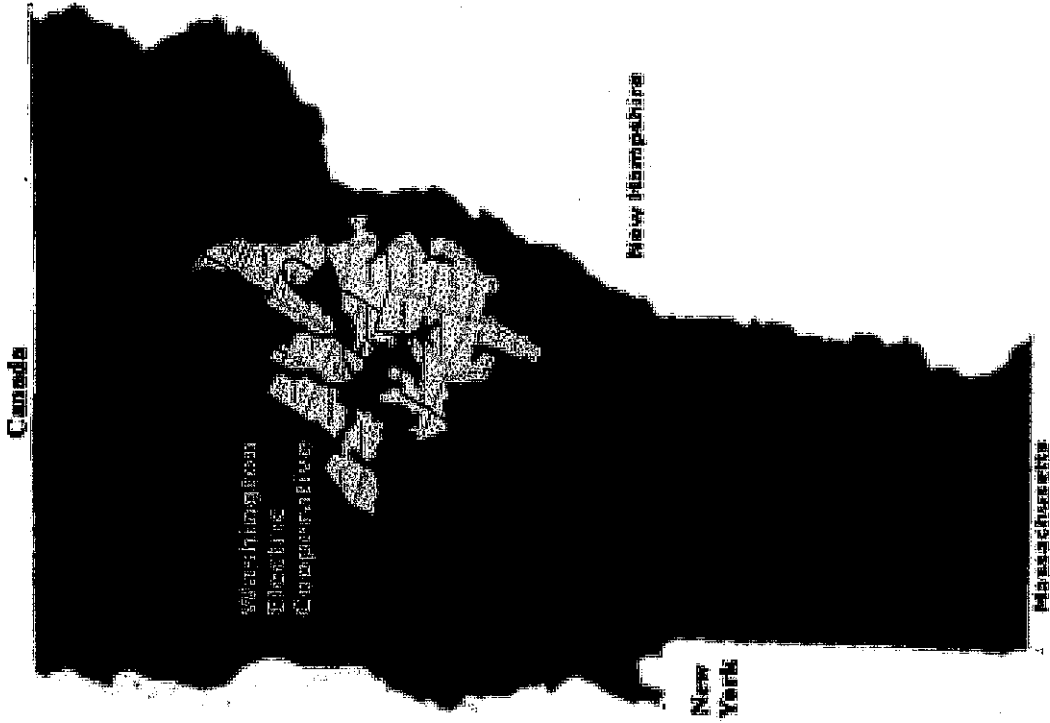 Canada
Washington
Electric
Cooperative
New Hampshire
New
York
Massachusetts